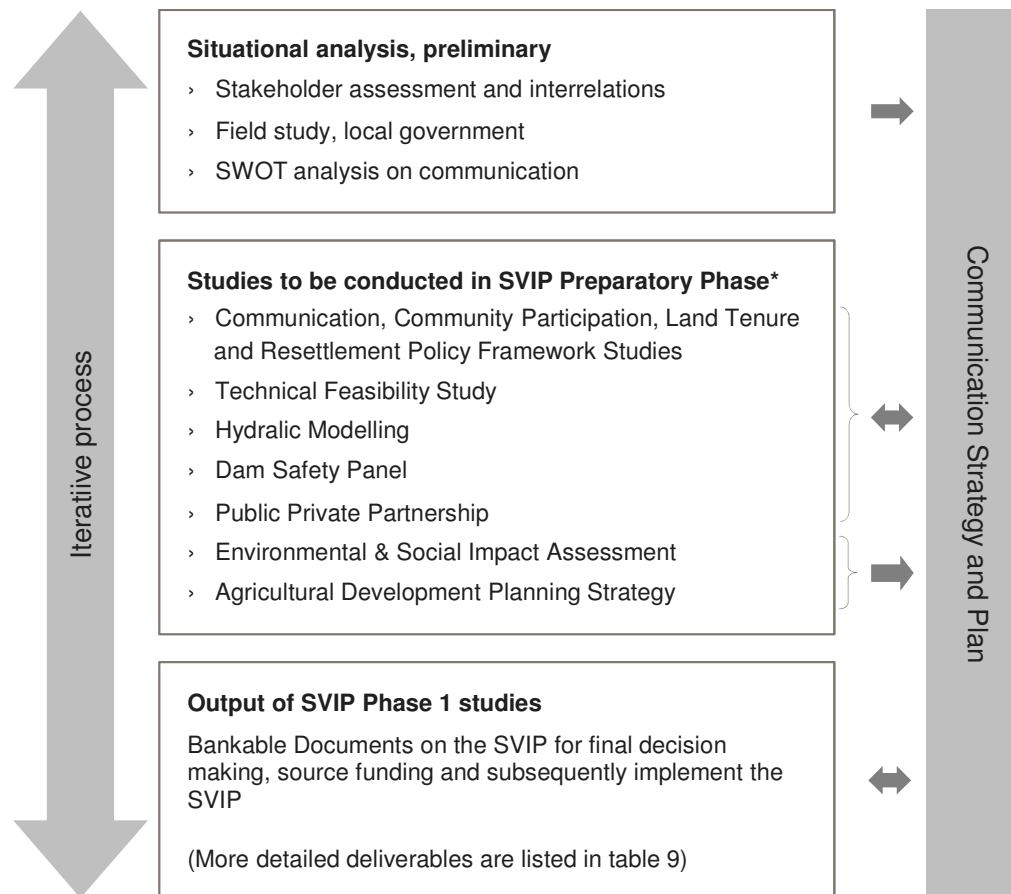 Iteratiive process
Situational analysis, preliminary
› Stakeholder assessment and interrelations
› Field study, local government
› SWOT analysis on communication
Studies to be conducted in SVIP Preparatory Phase*
› Communication, Community Participation, Land Tenure
and Resettlement Policy Framework Studies
› Technical Feasibility Study
› Hydralic Modelling
› Dam Safety Panel
› Public Private Partnership
› Environmental & Social Impact Assessment
› Agricultural Development Planning Strategy
Output of SVIP Phase 1 studies
Bankable Documents on the SVIP for final decision
making, source funding and subsequently implement the
SVIP
(More detailed deliverables are listed in table 9)
Communication Strategy and Plan